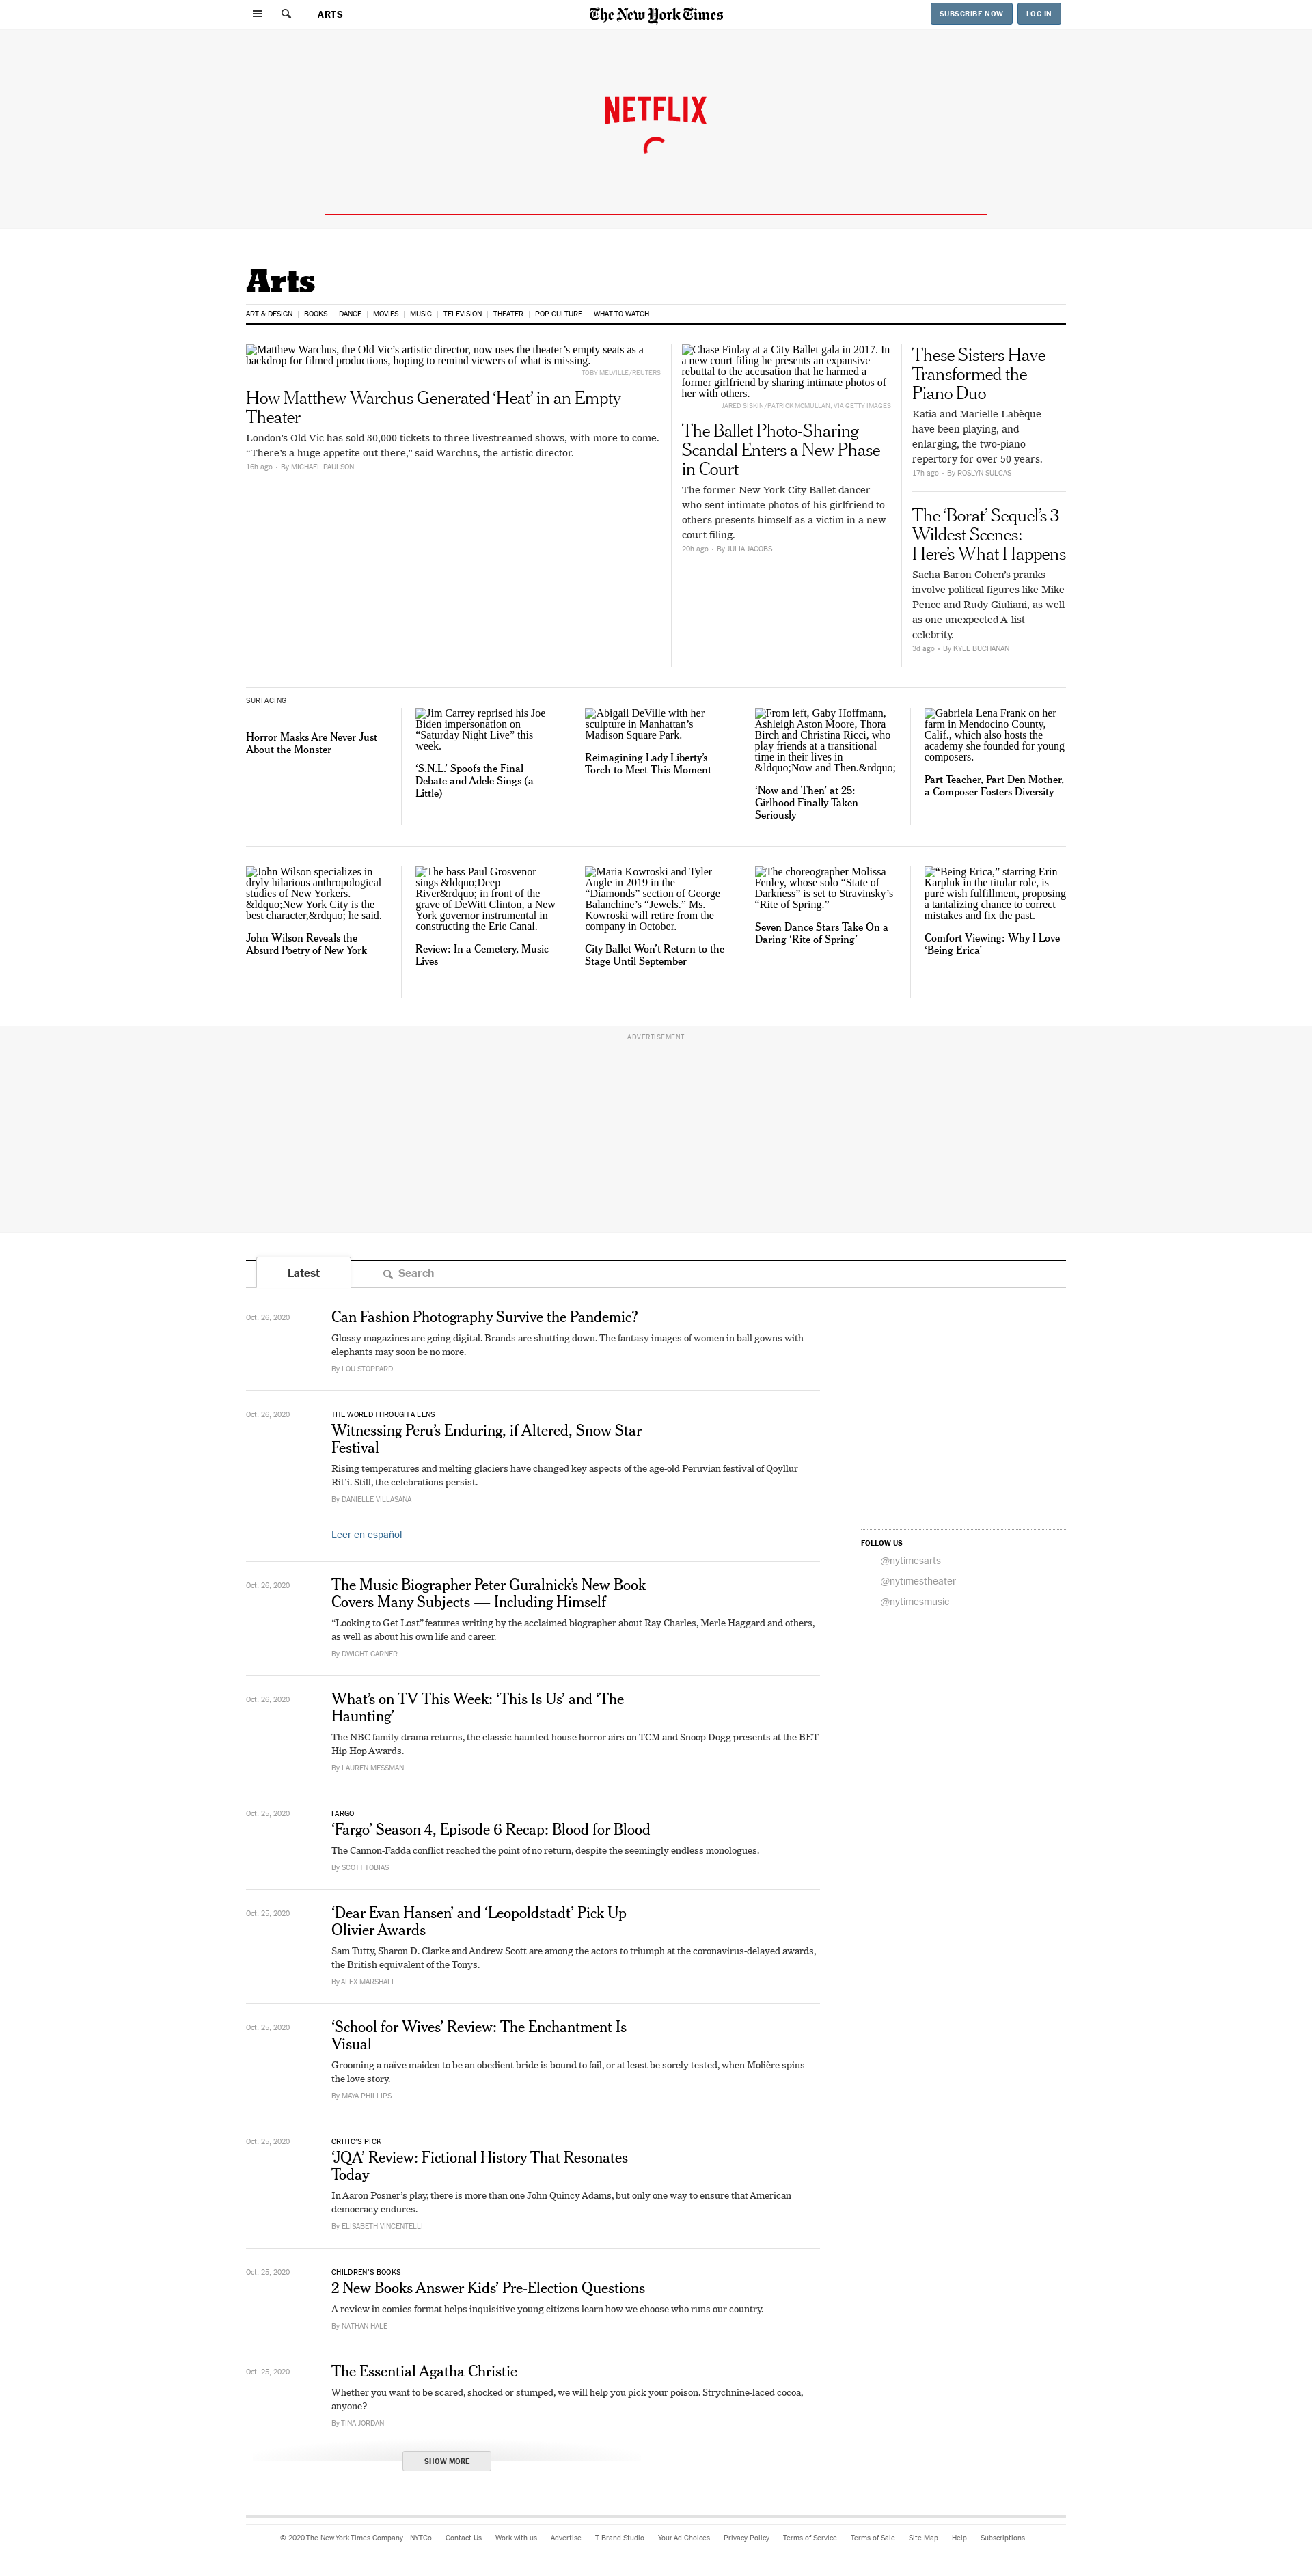 ARTS
The New York Times
SUBSCRIBE NOW
LOG IN
NETFLIX
Arts
ART & DESIGN
BOOKS
DANCE
MOVIES
MUSIC
TELEVISION
THEATER
POP CULTURE
WHAT TO WATCH
Matthew Warchus, the Old Vic’s artistic director, now uses the theater’s empty seats as a
backdrop for filmed productions, hoping to remind viewers of what is missing.
TOBY MELVILLE/REUTERS
How Matthew Warchus Generated ‘Heat’ in an Empty
Theater
London’s Old Vic has sold 30,000 tickets to three livestreamed shows, with more to come.
“There’s a huge appetite out there,” said Warchus, the artistic director.
16h ago • By MICHAEL PAULSON
Chase Finlay at a City Ballet gala in 2017. In
a new court filing he presents an expansive
rebuttal to the accusation that he harmed a
former girlfriend by sharing intimate photos of
her with others.
JARED SISKIN/PATRICK MCMULLAN, VIA GETTY IMAGES
The Ballet Photo-Sharing
Scandal Enters a New Phase
in Court
The former New York City Ballet dancer
who sent intimate photos of his girlfriend to
others presents himself as a victim in a new
court filing.
20h ago • By JULIA JACOBS
These Sisters Have
Transformed the
Piano Duo
Katia and Marielle Labèque
have been playing, and
enlarging, the two-piano
repertory for over 50 years.
17h ago • By ROSLYN SULCAS
The ‘Borat’ Sequel’s 3
Wildest Scenes:
Here’s What Happens
Sacha Baron Cohen’s pranks
involve political figures like Mike
Pence and Rudy Giuliani, as well
as one unexpected A-list
celebrity.
3d ago • By KYLE BUCHANAN
SURFACING
Horror Masks Are Never Just
About the Monster
Jim Carrey reprised his Joe
Biden impersonation on
“Saturday Night Live” this
week.
‘S.N.L.’ Spoofs the Final
Debate and Adele Sings (a
Little)
Abigail DeVille with her
sculpture in Manhattan’s
Madison Square Park.
Reimagining Lady Liberty’s
Torch to Meet This Moment
From left, Gaby Hoffmann,
Ashleigh Aston Moore, Thora
Birch and Christina Ricci, who
play friends at a transitional
time in their lives in
&ldquo;Now and Then.&rdquo;
‘Now and Then’ at 25:
Girlhood Finally Taken
Seriously
Gabriela Lena Frank on her
farm in Mendocino County,
Calif., which also hosts the
academy she founded for young
composers.
Part Teacher, Part Den Mother,
a Composer Fosters Diversity
John Wilson specializes in
dryly hilarious anthropological
studies of New Yorkers.
&ldquo;New York City is the
best character,&rdquo; he said.
John Wilson Reveals the
Absurd Poetry of New York
The bass Paul Grosvenor
sings &ldquo;Deep
River&rdquo; in front of the
grave of DeWitt Clinton, a New
York governor instrumental in
constructing the Erie Canal.
Review: In a Cemetery, Music
Lives
Maria Kowroski and Tyler
Angle in 2019 in the
“Diamonds” section of George
Balanchine’s “Jewels.” Ms.
Kowroski will retire from the
company in October.
City Ballet Won’t Return to the
Stage Until September
The choreographer Molissa
Fenley, whose solo “State of
Darkness” is set to Stravinsky’s
“Rite of Spring.”
Seven Dance Stars Take On a
Daring ‘Rite of Spring’
“Being Erica,” starring Erin
Karpluk in the titular role, is
pure wish fulfillment, proposing
a tantalizing chance to correct
mistakes and fix the past.
Comfort Viewing: Why I Love
‘Being Erica’
ADVERTISEMENT
Latest
Search
Oct. 26, 2020
Can Fashion Photography Survive the Pandemic?
Glossy magazines are going digital. Brands are shutting down. The fantasy images of women in ball gowns with
elephants may soon be no more.
By LOU STOPPARD
Oct. 26, 2020
THE WORLD THROUGH A LENS
Witnessing Peru’s Enduring, if Altered, Snow Star
Festival
Rising temperatures and melting glaciers have changed key aspects of the age-old Peruvian festival of Qoyllur
Rit’i. Still, the celebrations persist.
By DANIELLE VILLASANA
Leer en español
FOLLOW US
@nytimesarts
@nytimestheater
@nytimesmusic
Oct. 26, 2020
The Music Biographer Peter Guralnick’s New Book
Covers Many Subjects — Including Himself
“Looking to Get Lost” features writing by the acclaimed biographer about Ray Charles, Merle Haggard and others,
as well as about his own life and career.
By DWIGHT GARNER
Oct. 26, 2020
What’s on TV This Week: ‘This Is Us’ and ‘The
Haunting’
The NBC family drama returns, the classic haunted-house horror airs on TCM and Snoop Dogg presents at the BET
Hip Hop Awards.
By LAUREN MESSMAN
Oct. 25, 2020
FARGO
‘Fargo’ Season 4, Episode 6 Recap: Blood for Blood
The Cannon-Fadda conflict reached the point of no return, despite the seemingly endless monologues.
By SCOTT TOBIAS
Oct. 25, 2020
‘Dear Evan Hansen’ and ‘Leopoldstadt’ Pick Up
Olivier Awards
Sam Tutty, Sharon D. Clarke and Andrew Scott are among the actors to triumph at the coronavirus-delayed awards,
the British equivalent of the Tonys.
By ALEX MARSHALL
Oct. 25, 2020
‘School for Wives’ Review: The Enchantment Is
Visual
Grooming a naïve maiden to be an obedient bride is bound to fail, or at least be sorely tested, when Molière spins
the love story.
By MAYA PHILLIPS
Oct. 25, 2020
CRITIC’S PICK
‘JQA’ Review: Fictional History That Resonates
Today
In Aaron Posner’s play, there is more than one John Quincy Adams, but only one way to ensure that American
democracy endures.
By ELISABETH VINCENTELLI
Oct. 25, 2020
CHILDREN’S BOOKS
2 New Books Answer Kids’ Pre-Election Questions
A review in comics format helps inquisitive young citizens learn how we choose who runs our country.
By NATHAN HALE
Oct. 25, 2020
The Essential Agatha Christie
Whether you want to be scared, shocked or stumped, we will help you pick your poison. Strychnine-laced cocoa,
anyone?
By TINA JORDAN
SHOW MORE
© 2020 The New York Times Company NYTCo Contact Us Work with us Advertise T Brand Studio Your Ad Choices Privacy Policy Terms of Service Terms of Sale Site Map Help Subscriptions